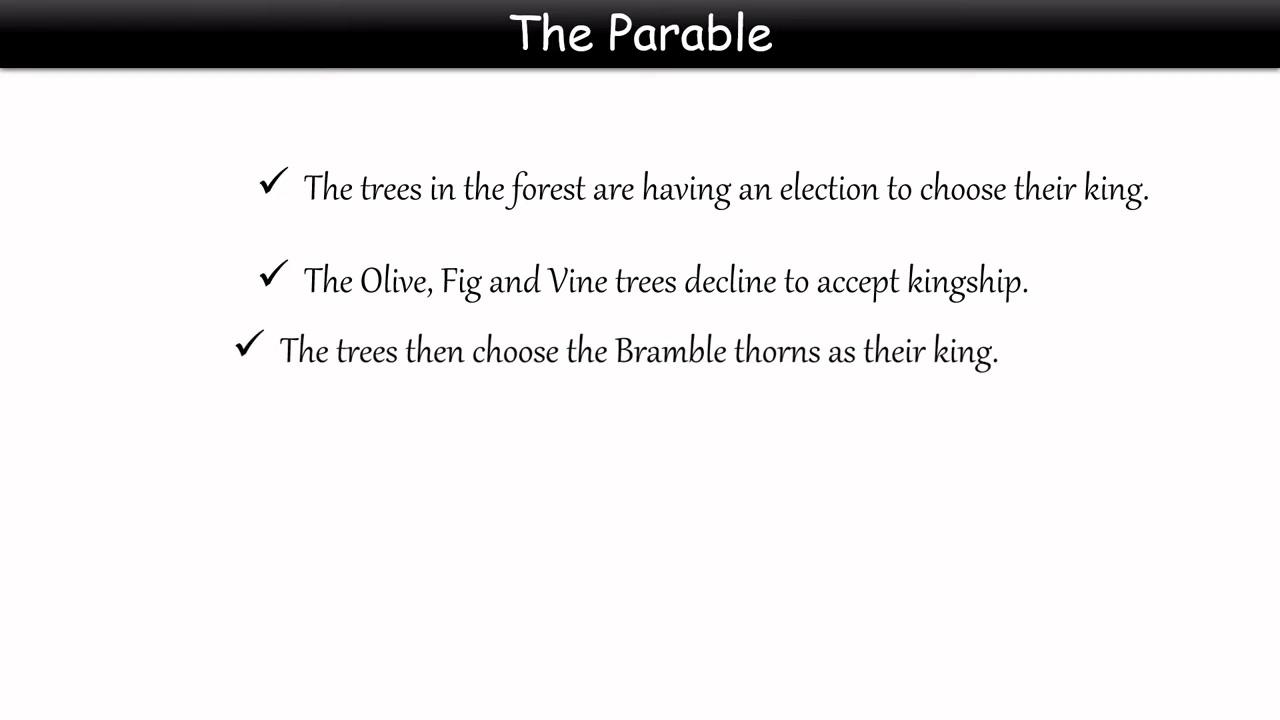 The Parable
✓ The trees in the forest are having an election to choose their king.
✓ The Olive, Fig and Vine trees decline to accept kingship.
✓ The trees then choose the Bramble thorns as their king.